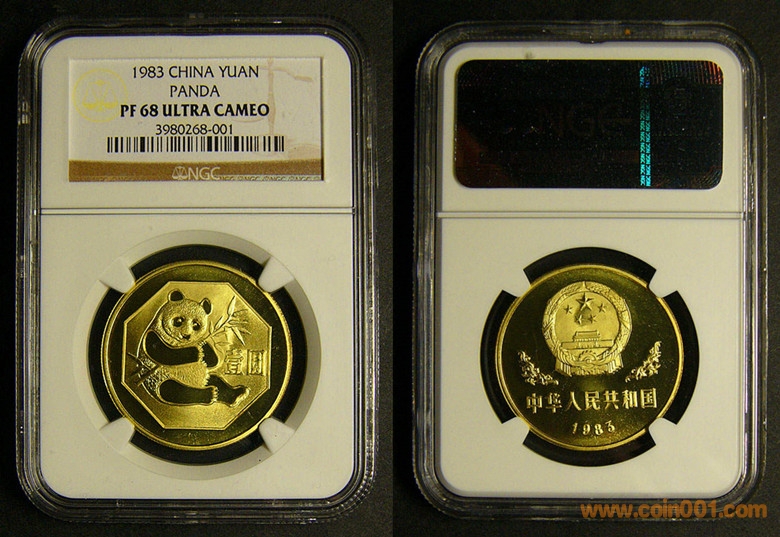 1983 CHINA YUAN
PANDA
PF 68 ULTRA CAMEO
3980268-001
NGC
壹圆
中华人民共和国
1983
www.coin001.com